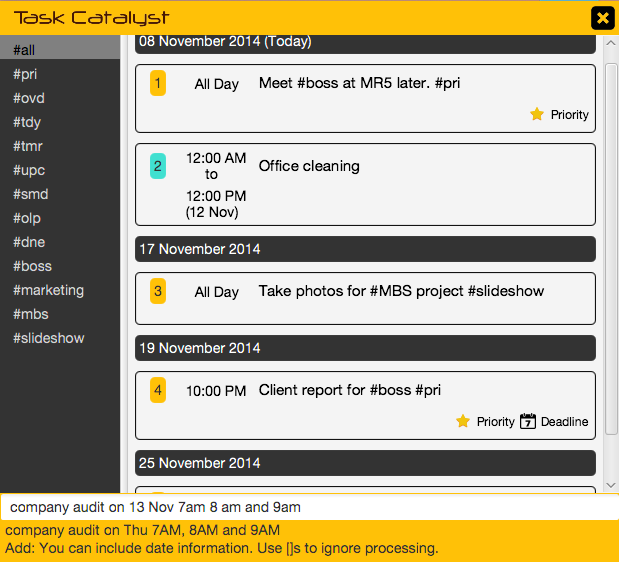 Task Catalyst
#all
#pri
#ovd
#tdy
#tmr
#upc
#smd
#olp
#dne
#boss
#marketing
#mbs
#slideshow
08 November 2014 (Today)
1 All Day Meet #boss at MR5 later. #pri
Priority
2 12:00 AM Office cleaning
to
12:00 PM
(12 Nov)
17 November 2014
3 All Day Take photos for #MBS project #slideshow
19 November 2014
4 10:00 PM Client report for #boss #pri
Priority 7 Deadline
25 November 2014
company audit on 13 Nov 7am 8 am and 9am
company audit on Thu 7AM, 8AM and 9AM
Add: You can include date information. Use []s to ignore processing.